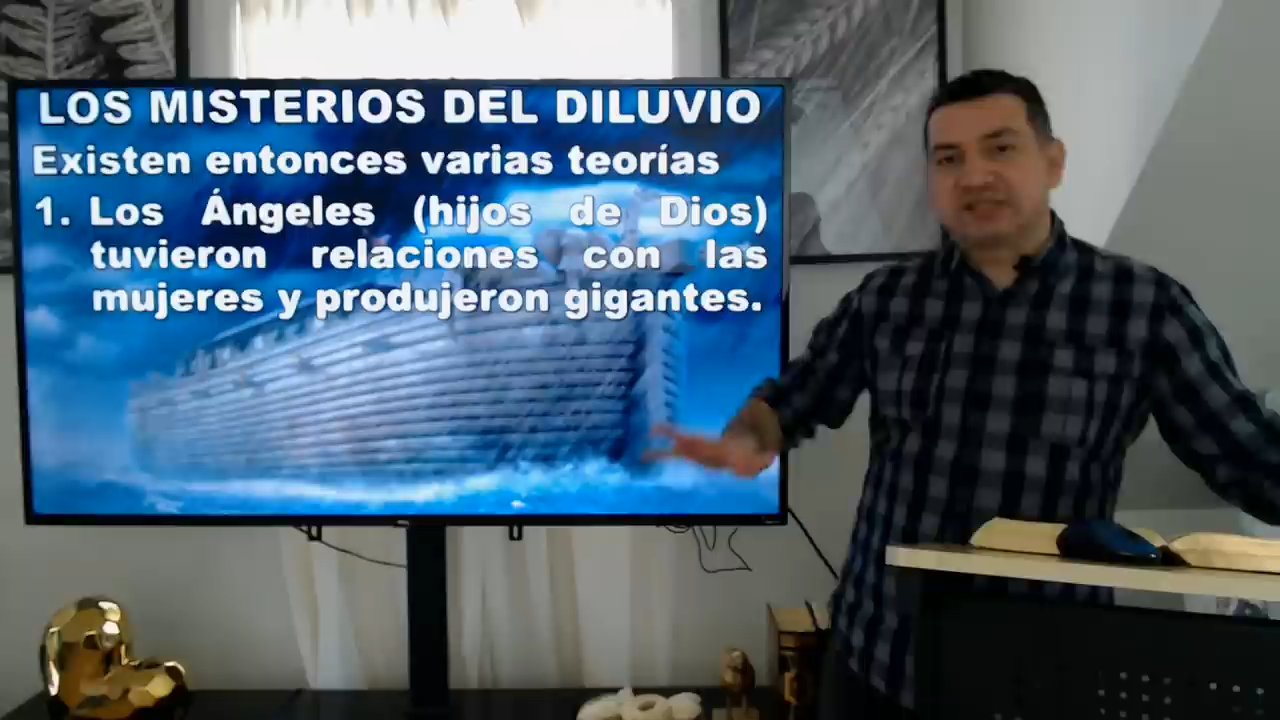 LOS MISTERIOS DEL DILUVIO
Existen entonces varias teorías
1. Los Ángeles (hijos de Dios)
tuvieron relaciones con las
mujeres y produjeron gigantes.